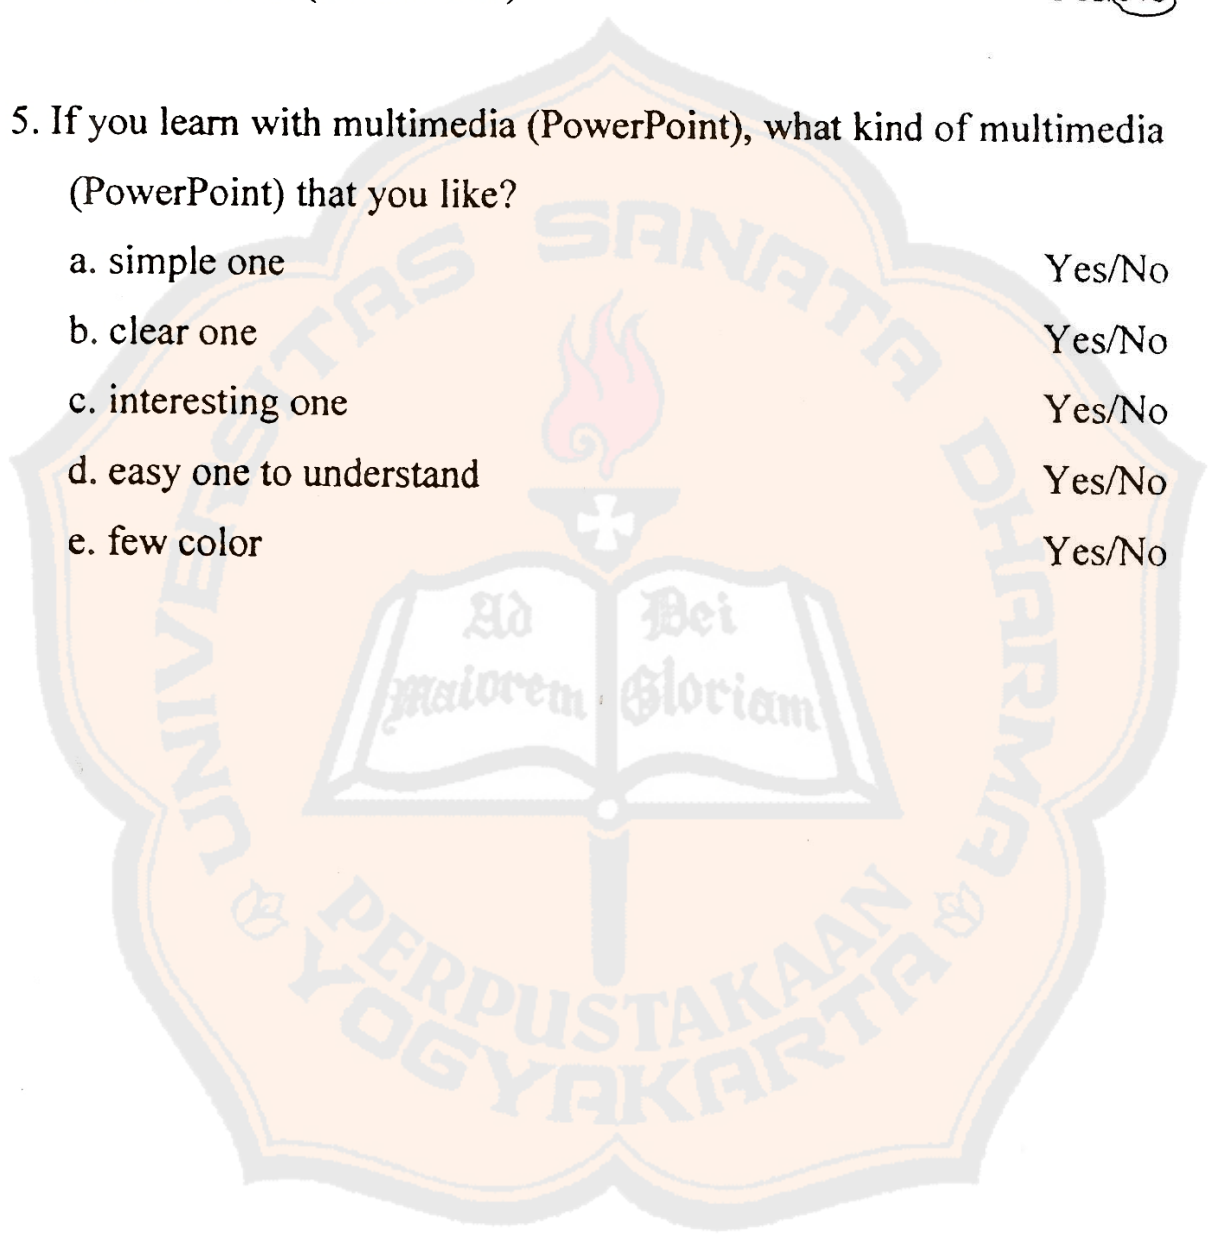 5. If you learn with multimedia (PowerPoint), what kind of multimedia
(PowerPoint) that you like?
a. simple one Yes/No
b. clear one Yes/No
c. interesting one Yes/No
d. easy one to understand Yes/No
e. few color Yes/No
UNIVERSITAS SANATA DHARMA
Ad Dei
maiorem Gloriam
PERPUSTAKAAN
YOGYAKARTA